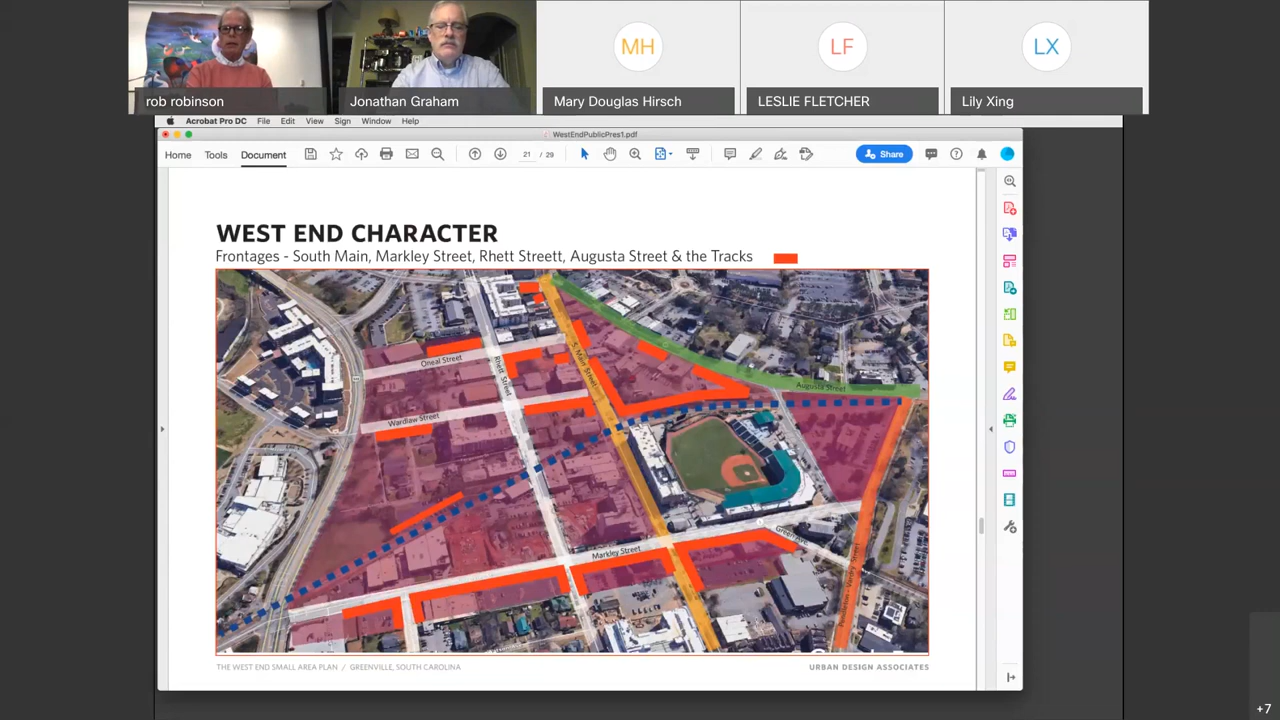 MH
LF
LX
rob robinson
Jonathan Graham
Mary Douglas Hirsch
LESLIE FLETCHER
Lily Xing
Acrobat Pro DC File Edit View Sign Window Help
WestEndPublicPres1.pdf
Home Tools Document 21 / 29 Share
WEST END CHARACTER
Frontages - South Main, Markley Street, Rhett Streett, Augusta Street & the Tracks
Oneal Street
Rhett Street
S. Main Street
Augusta Street
Wardlaw Street
Markley Street
Green Ave.
THE WEST END SMALL AREA PLAN / GREENVILLE, SOUTH CAROLINA
URBAN DESIGN ASSOCIATES
+7